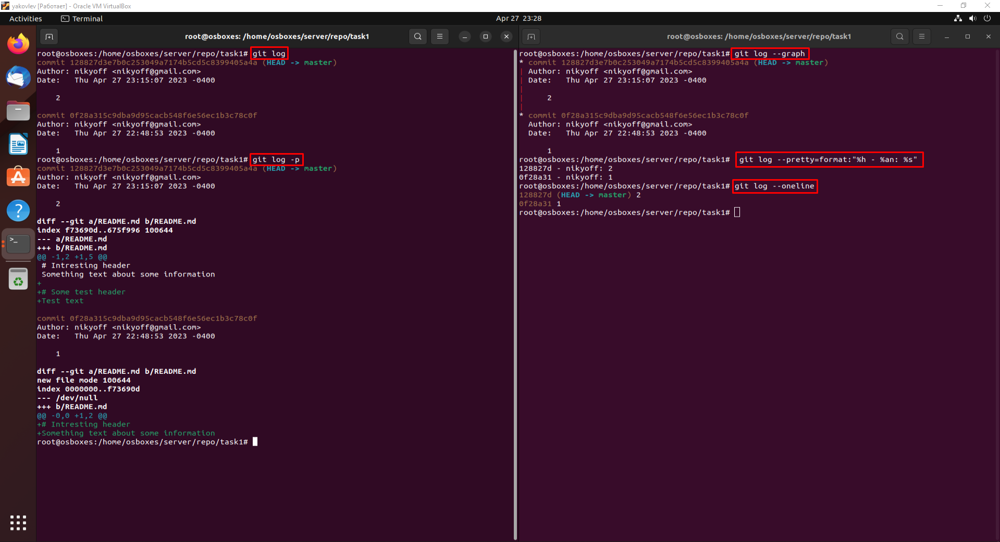 yakovlev [Работает] - Oracle VM VirtualBox
Activities
Terminal
Apr 27 23:28
root@osboxes: /home/osboxes/server/repo/task1
root@osboxes:/home/osboxes/server/repo/task1# git log
commit 128827d3e7b0c253049a7174b5cd5c8399405a4a (HEAD -> master)
Author: nikyoff <nikyoff@gmail.com>
Date:   Thu Apr 27 23:15:07 2023 -0400
    2
commit 0f28a315c9dba9d95cacb548f6e56ec1b3c78c0f
Author: nikyoff <nikyoff@gmail.com>
Date:   Thu Apr 27 22:48:53 2023 -0400
    1
root@osboxes:/home/osboxes/server/repo/task1# git log -p
commit 128827d3e7b0c253049a7174b5cd5c8399405a4a (HEAD -> master)
Author: nikyoff <nikyoff@gmail.com>
Date:   Thu Apr 27 23:15:07 2023 -0400
    2
diff --git a/README.md b/README.md
index f73690d..675f996 100644
--- a/README.md
+++ b/README.md
@@ -1,2 +1,5 @@
 # Intresting header
 Something text about some information
+
+# Some test header
+Test text
commit 0f28a315c9dba9d95cacb548f6e56ec1b3c78c0f
Author: nikyoff <nikyoff@gmail.com>
Date:   Thu Apr 27 22:48:53 2023 -0400
    1
diff --git a/README.md b/README.md
new file mode 100644
index 0000000..f73690d
--- /dev/null
+++ b/README.md
@@ -0,0 +1,2 @@
+# Intresting header
+Something text about some information
root@osboxes:/home/osboxes/server/repo/task1#
root@osboxes: /home/osboxes/server/repo/task1
root@osboxes:/home/osboxes/server/repo/task1# git log --graph
* commit 128827d3e7b0c253049a7174b5cd5c8399405a4a (HEAD -> master)
| Author: nikyoff <nikyoff@gmail.com>
| Date:   Thu Apr 27 23:15:07 2023 -0400
|
|     2
|
* commit 0f28a315c9dba9d95cacb548f6e56ec1b3c78c0f
  Author: nikyoff <nikyoff@gmail.com>
  Date:   Thu Apr 27 22:48:53 2023 -0400
      1
root@osboxes:/home/osboxes/server/repo/task1#  git log --pretty=format:"%h - %an: %s"
128827d - nikyoff: 2
0f28a31 - nikyoff: 1
root@osboxes:/home/osboxes/server/repo/task1# git log --oneline
128827d (HEAD -> master) 2
0f28a31 1
root@osboxes:/home/osboxes/server/repo/task1#